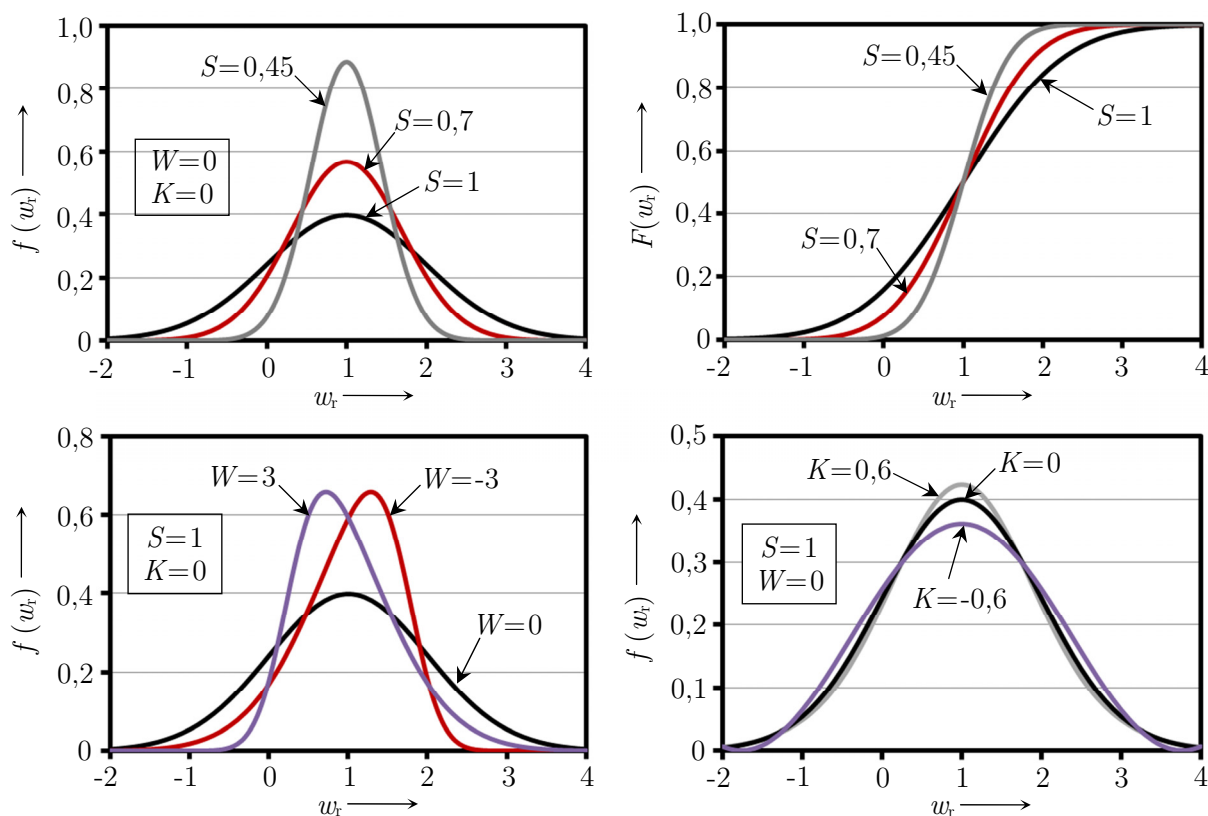 1,0
0,8
0,6
0,4
0,2
0
f (wr)
S=0,45
S=0,7
S=1
W=0
K=0
-2 -1 0 1 2 3 4
wr
1,0
0,8
0,6
0,4
0,2
0
F(wr)
S=0,45
S=1
S=0,7
-2 -1 0 1 2 3 4
wr
0,8
0,6
0,4
0,2
0
f (wr)
W=3
W=-3
S=1
K=0
W=0
-2 -1 0 1 2 3 4
wr
0,5
0,4
0,3
0,2
0,1
0
f (wr)
K=0,6
K=0
S=1
W=0
K=-0,6
-2 -1 0 1 2 3 4
wr